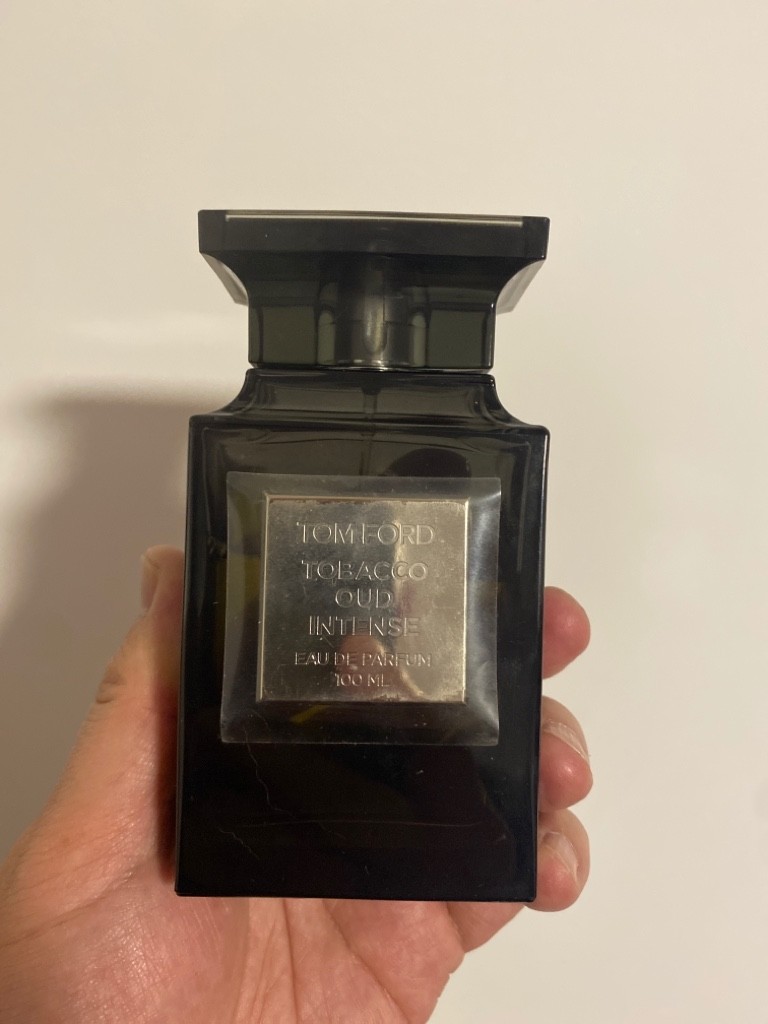 TOM FORD
TOBACCO
OUD
INTENSE
EAU DE PARFUM
100 ML